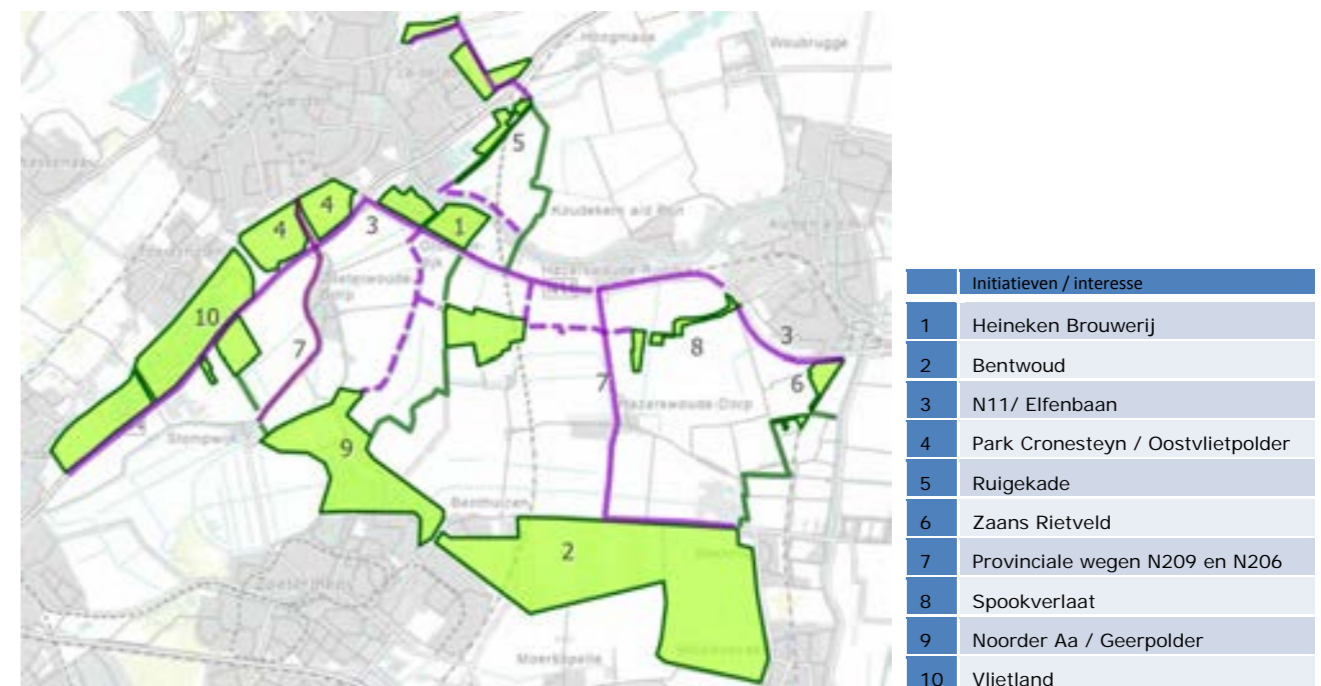 Hoogmade
Woubrugge
5
Koudekerk a/d Rijn
4
4
3
1
10
7
3
8
7
6
Hazerswoude-Dorp
Stompwijk
9
Benthuizen
2
Zoetermeer
Moerkapelle
Initiatieven / interesse
1 Heineken Brouwerij
2 Bentwoud
3 N11/ Elfenbaan
4 Park Cronesteyn / Oostvlietpolder
5 Ruigekade
6 Zaans Rietveld
7 Provinciale wegen N209 en N206
8 Spookverlaat
9 Noorder Aa / Geerpolder
10 Vlietland